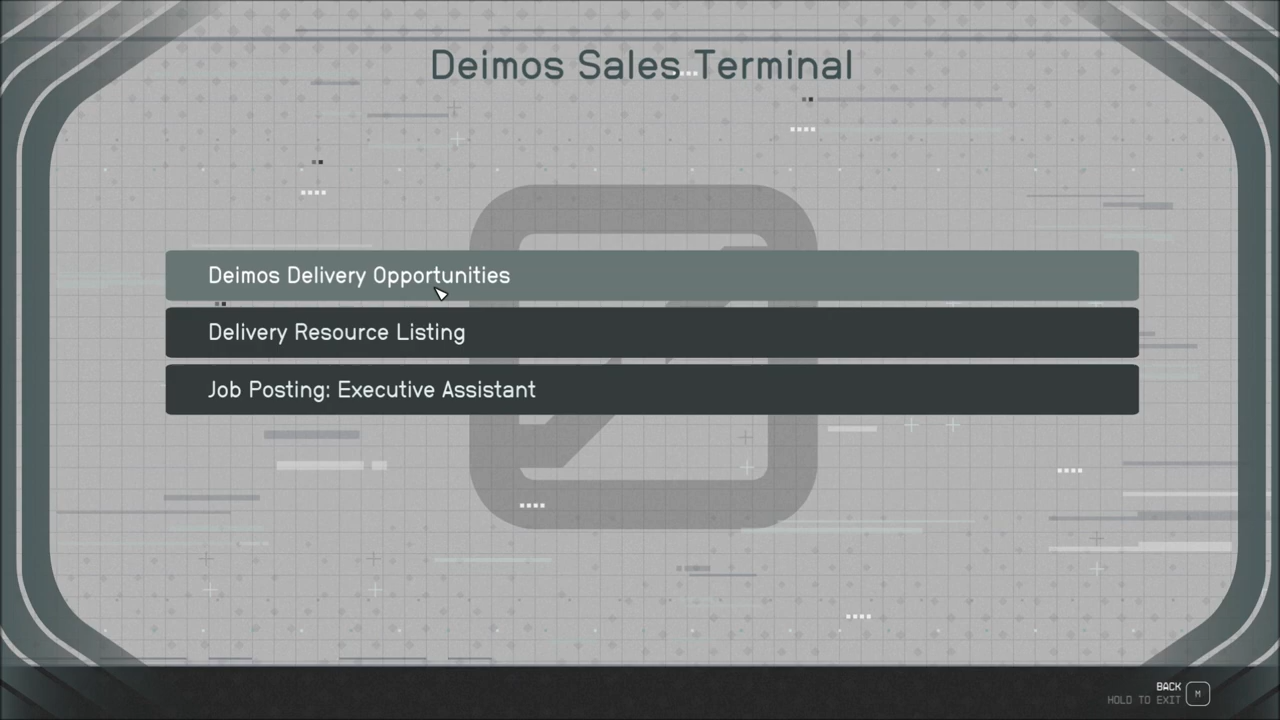 Deimos Sales Terminal
Deimos Delivery Opportunities
Delivery Resource Listing
Job Posting: Executive Assistant
BACK
HOLD TO EXIT
M